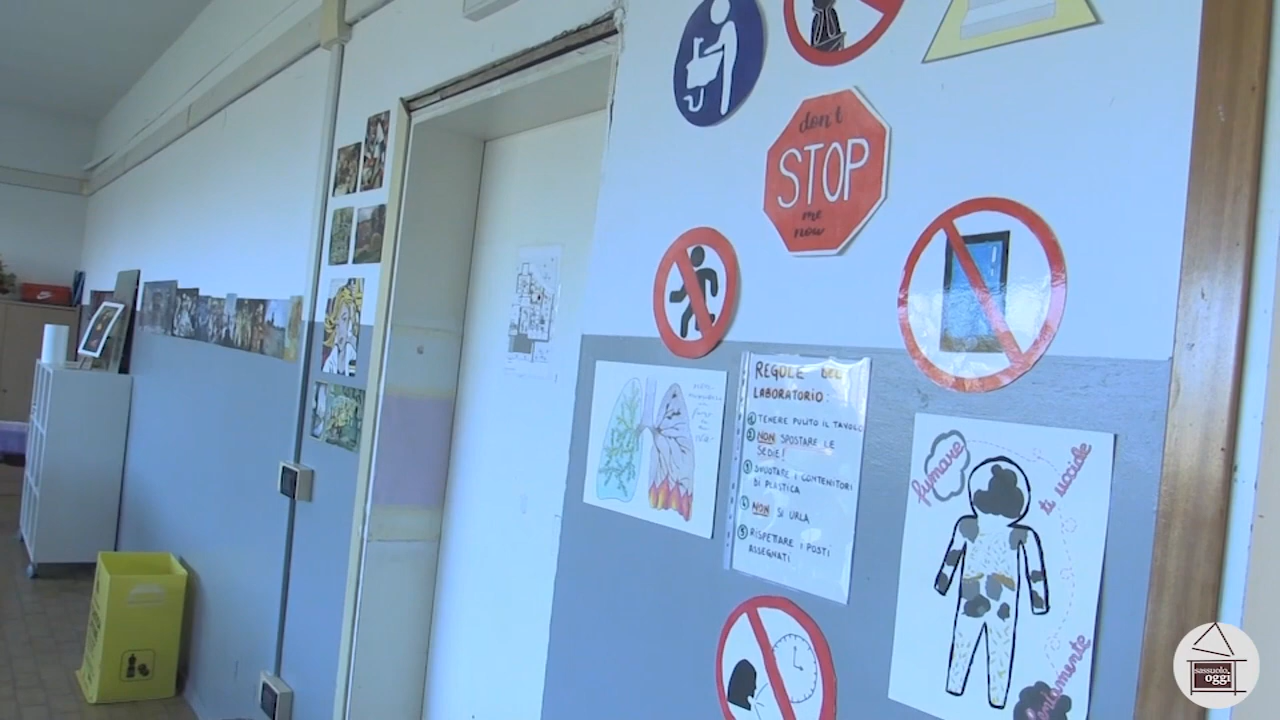 don't
STOP
me
now
REGOLE DEL
LABORATORIO:
① TENERE PULITO IL TAVOLO
② NON SPOSTARE LE
SEDIE!
③ SVUOTARE I CONTENITORI
DI PLASTICA
④ NON SI URLA
⑤ RISPETTARE I POSTI
ASSEGNATI
fumare
ti uccide
lentamente
sassuolo
oggi